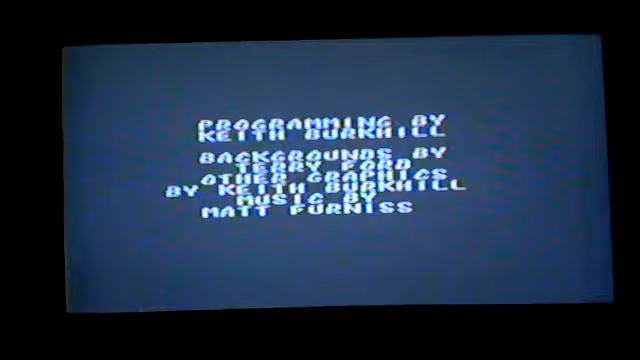 PROGRAMMING BY
KEITH BURKHILL
BACKGROUNDS BY
TERRY FORD
OTHER GRAPHICS
BY KEITH BURKHILL
MUSIC BY
MATT FURNISS